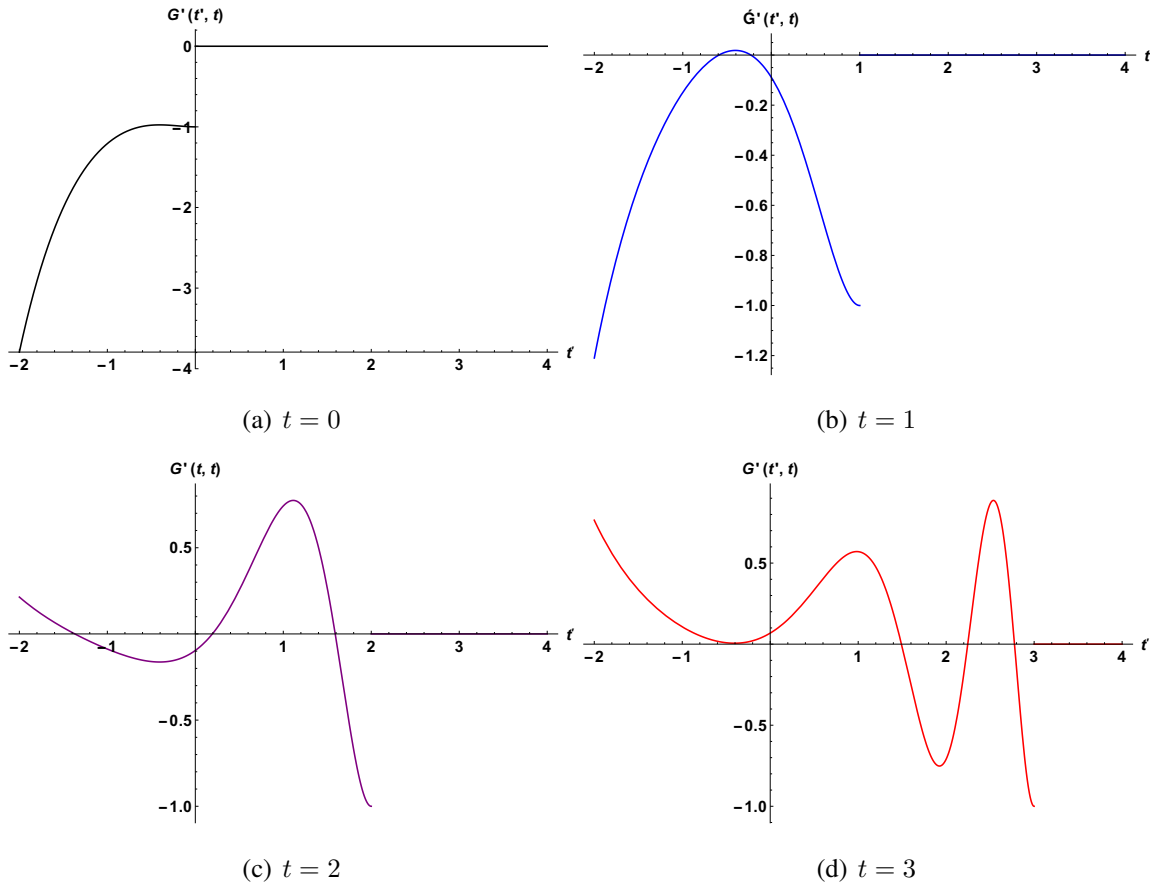 G'(t', t)
0
-1
-2
-3
-4
-2 -1 1 2 3 4 t'
(a) t = 0
Ǵ'(t', t)
-2 -1 1 2 3 4 t
-0.2
-0.4
-0.6
-0.8
-1.0
-1.2
(b) t = 1
G'(t, t)
0.5
-2 -1 1 2 3 4 t'
-0.5
-1.0
(c) t = 2
G'(t', t)
0.5
-2 -1 1 2 3 4 t'
-0.5
-1.0
(d) t = 3